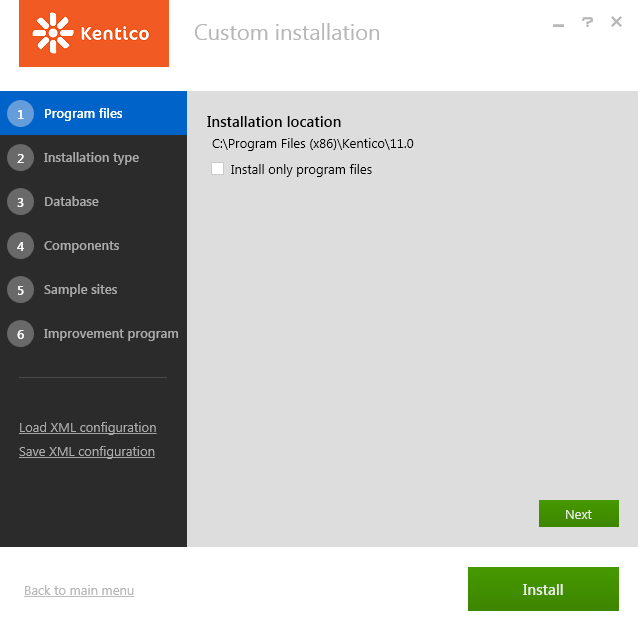 Kentico
Custom installation
?
1 Program files
2 Installation type
3 Database
4 Components
5 Sample sites
6 Improvement program
Load XML configuration
Save XML configuration
Installation location
C:\Program Files (x86)\Kentico\11.0
Install only program files
Next
Back to main menu
Install